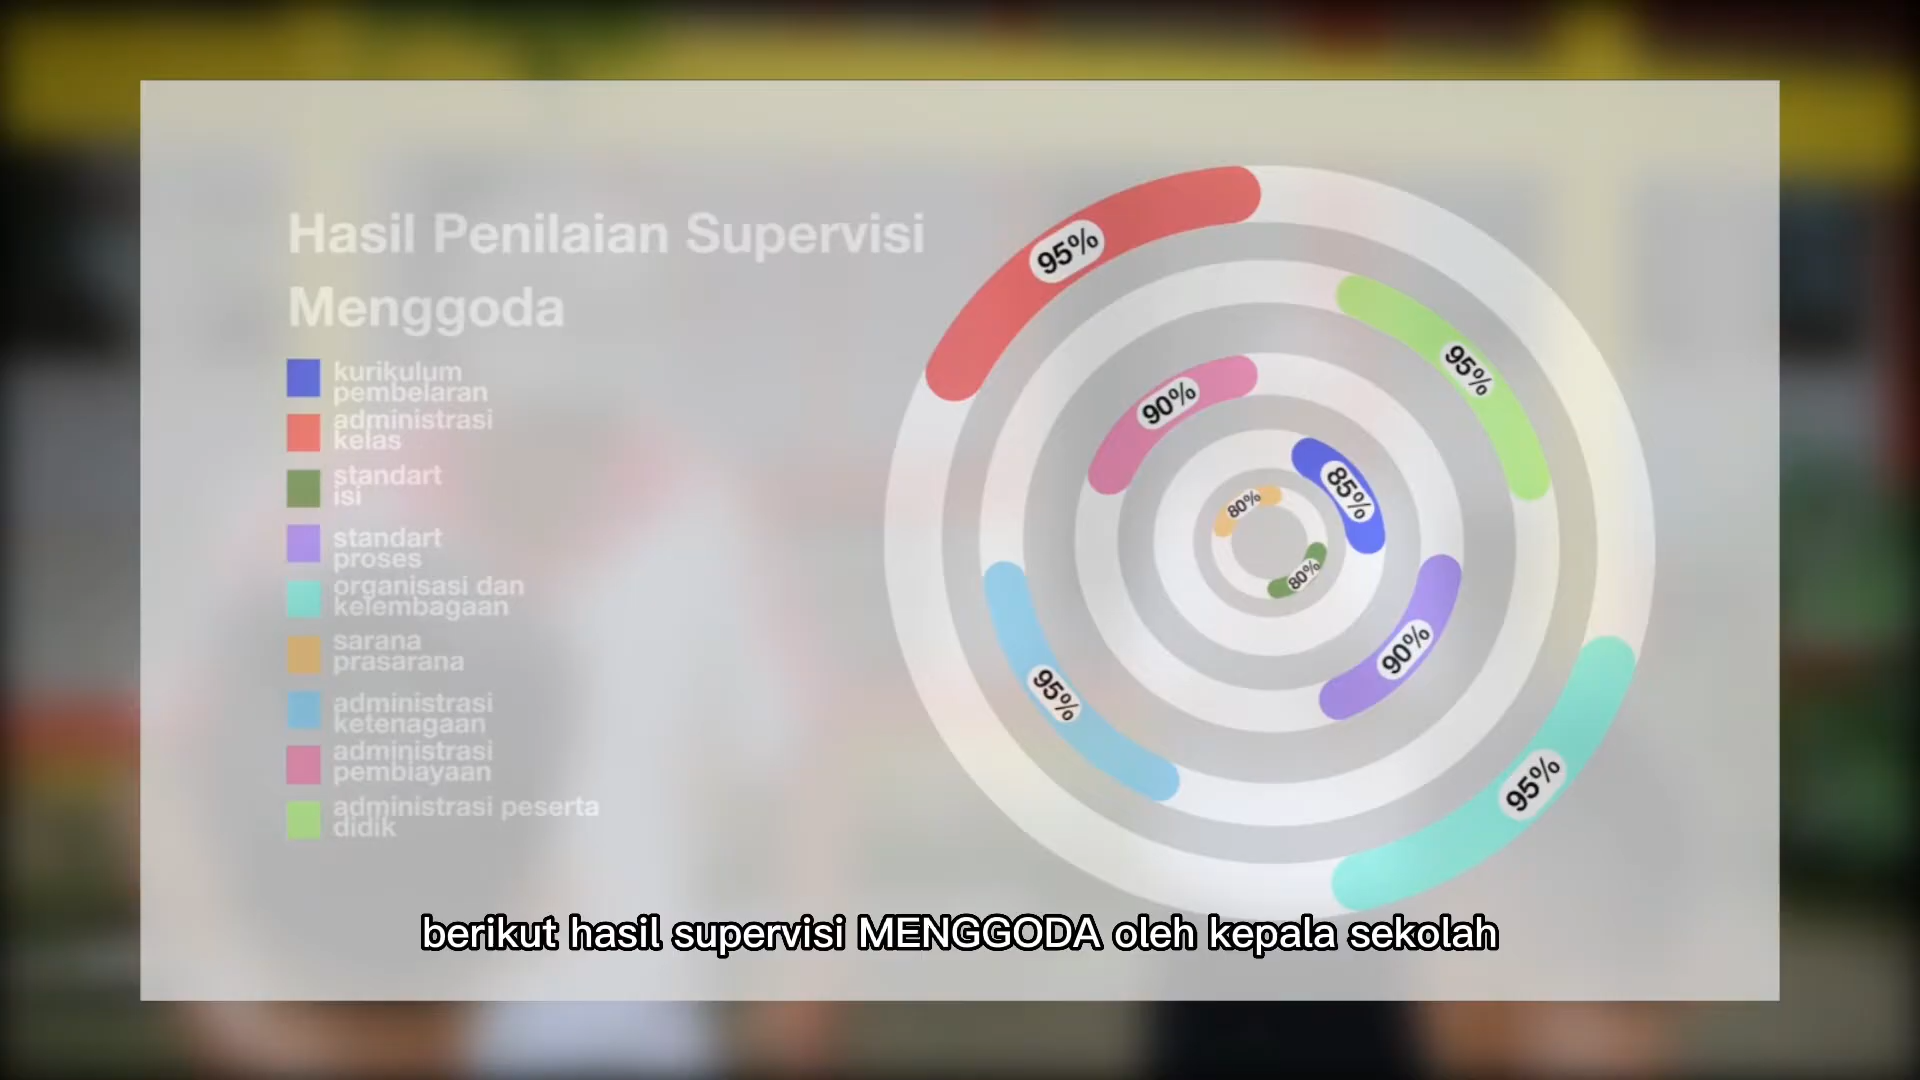 Hasil Penilaian Supervisi
Menggoda
kurikulum
pembelaran
administrasi
kelas
standart
isi
standart
proses
organisasi dan
kelembagaan
sarana
prasarana
administrasi
ketenagaan
administrasi
pembiayaan
administrasi peserta
didik
95%
95%
90%
85%
80%
80%
90%
95%
95%
berikut hasil supervisi MENGGODA oleh kepala sekolah